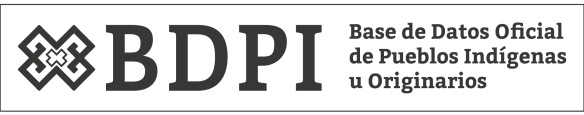 BDPI
Base de Datos Oficial
de Pueblos Indígenas
u Originarios